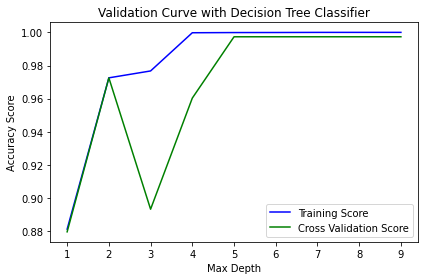 Validation Curve with Decision Tree Classifier
Accuracy Score
1.00
0.98
0.96
0.94
0.92
0.90
0.88
Training Score
Cross Validation Score
1 2 3 4 5 6 7 8 9
Max Depth